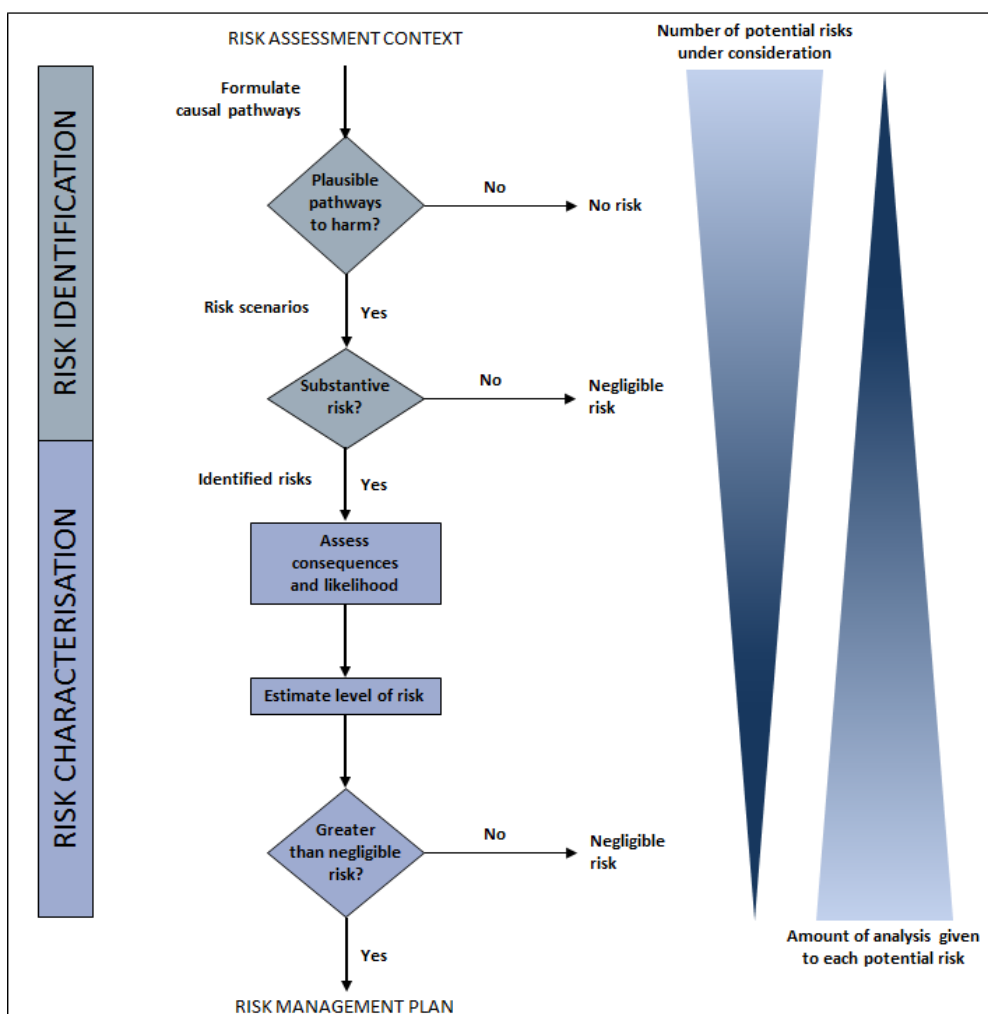 RISK ASSESSMENT CONTEXT
Number of potential risks
under consideration
RISK IDENTIFICATION
Formulate
causal pathways
Plausible
pathways
to harm?
No
No risk
Risk scenarios
Yes
Substantive
risk?
No
Negligible
risk
RISK CHARACTERISATION
Identified risks
Yes
Assess
consequences
and likelihood
Estimate level of risk
Greater
than negligible
risk?
No
Negligible
risk
Yes
RISK MANAGEMENT PLAN
Amount of analysis given
to each potential risk